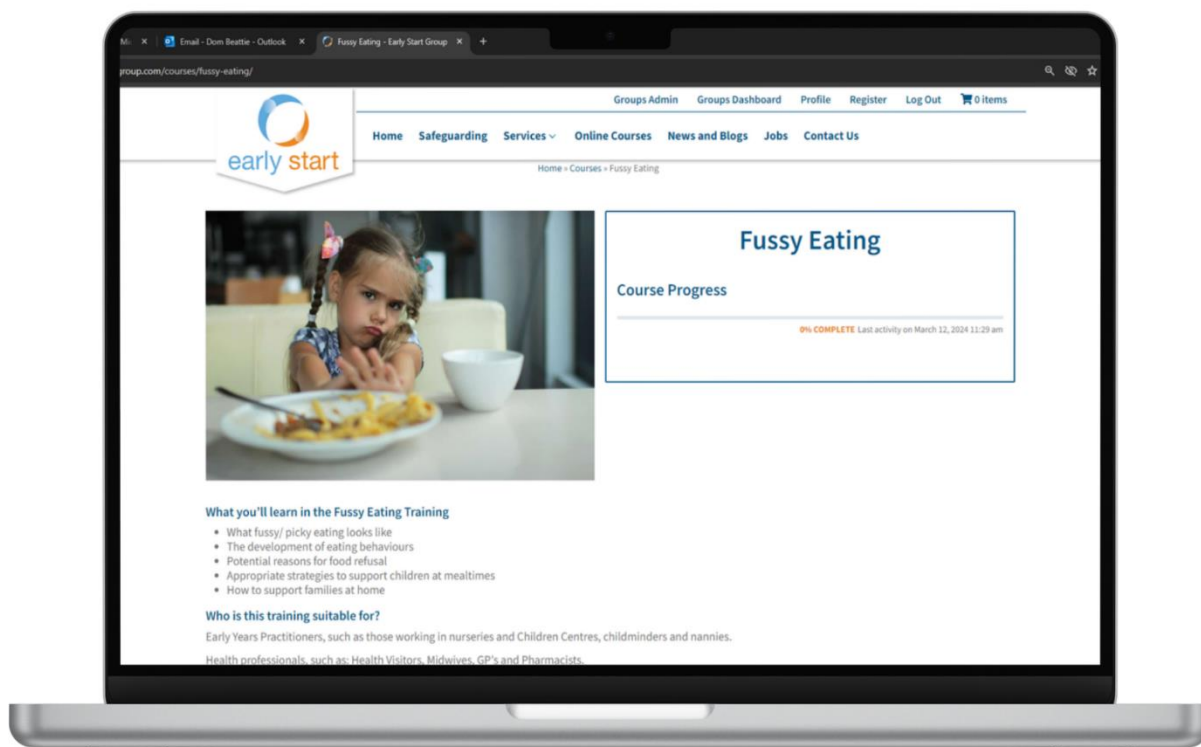 Email - Dom Beattie - Outlook
Fussy Eating - Early Start Group
group.com/courses/fussy-eating/
Groups Admin Groups Dashboard Profile Register Log Out 0 items
early start
Home Safeguarding Services Online Courses News and Blogs Jobs Contact Us
Home » Courses » Fussy Eating
Fussy Eating
Course Progress
0% COMPLETE Last activity on March 12, 2024 11:29 am
What you'll learn in the Fussy Eating Training
• What fussy/ picky eating looks like
• The development of eating behaviours
• Potential reasons for food refusal
• Appropriate strategies to support children at mealtimes
• How to support families at home
Who is this training suitable for?
Early Years Practitioners, such as those working in nurseries and Children Centres, childminders and nannies.
Health professionals, such as: Health Visitors, Midwives, GP's and Pharmacists.